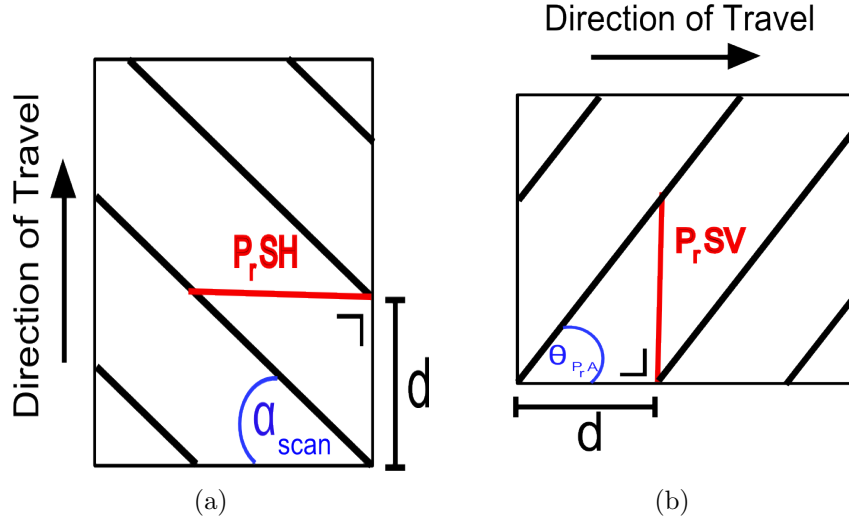 Direction of Travel
PrSH
αscan
d
(a)
Direction of Travel
PrSV
θPrA
d
(b)